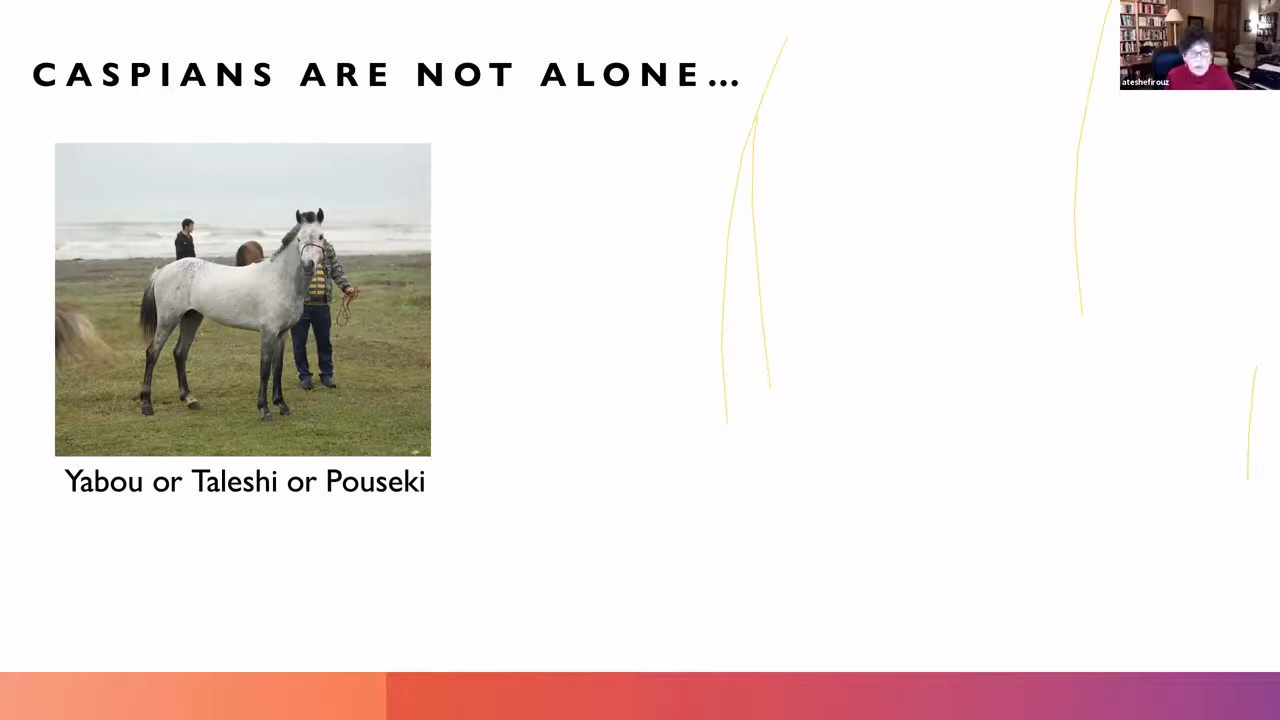 CASPIANS ARE NOT ALONE...
ateshefirouz
Yabou or Taleshi or Pouseki